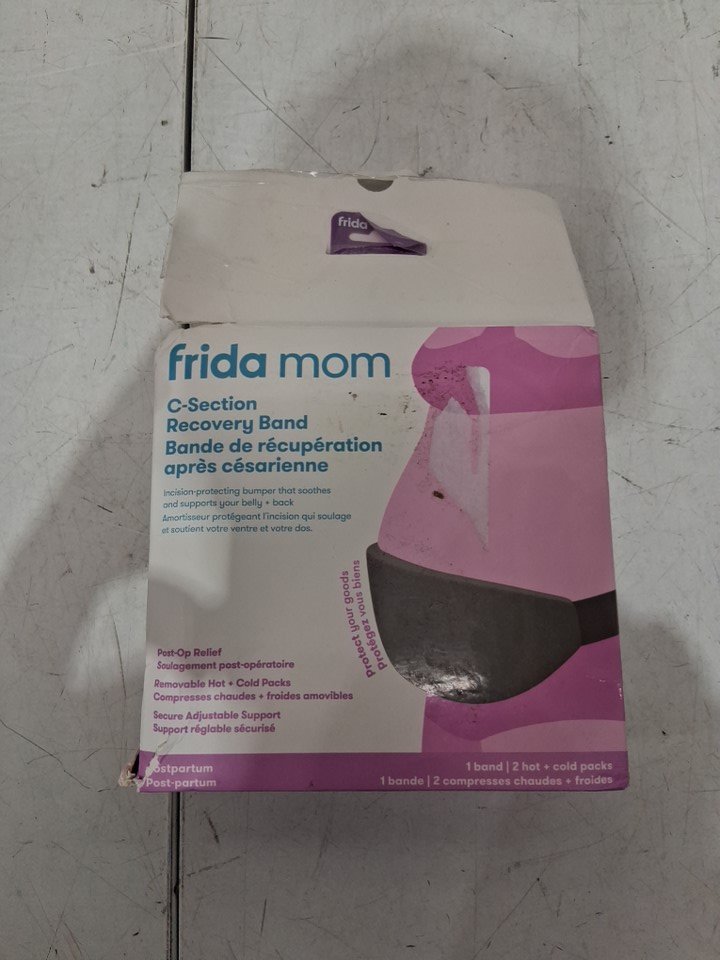 frida
frida mom
C-Section
Recovery Band
Bande de récupération
après césarienne
Incision-protecting bumper that soothes
and supports your belly + back
Amortisseur protégeant l'incision qui soulage
et soutient votre ventre et votre dos.
Protect your goods
Protégez vous biens
Post-Op Relief
Soulagement post-opératoire
Removable Hot + Cold Packs
Compresses chaudes + froides amovibles
Secure Adjustable Support
Support réglable sécurisé
ostpartum
Post-partum
1 band | 2 hot + cold packs
1 bande | 2 compresses chaudes + froides